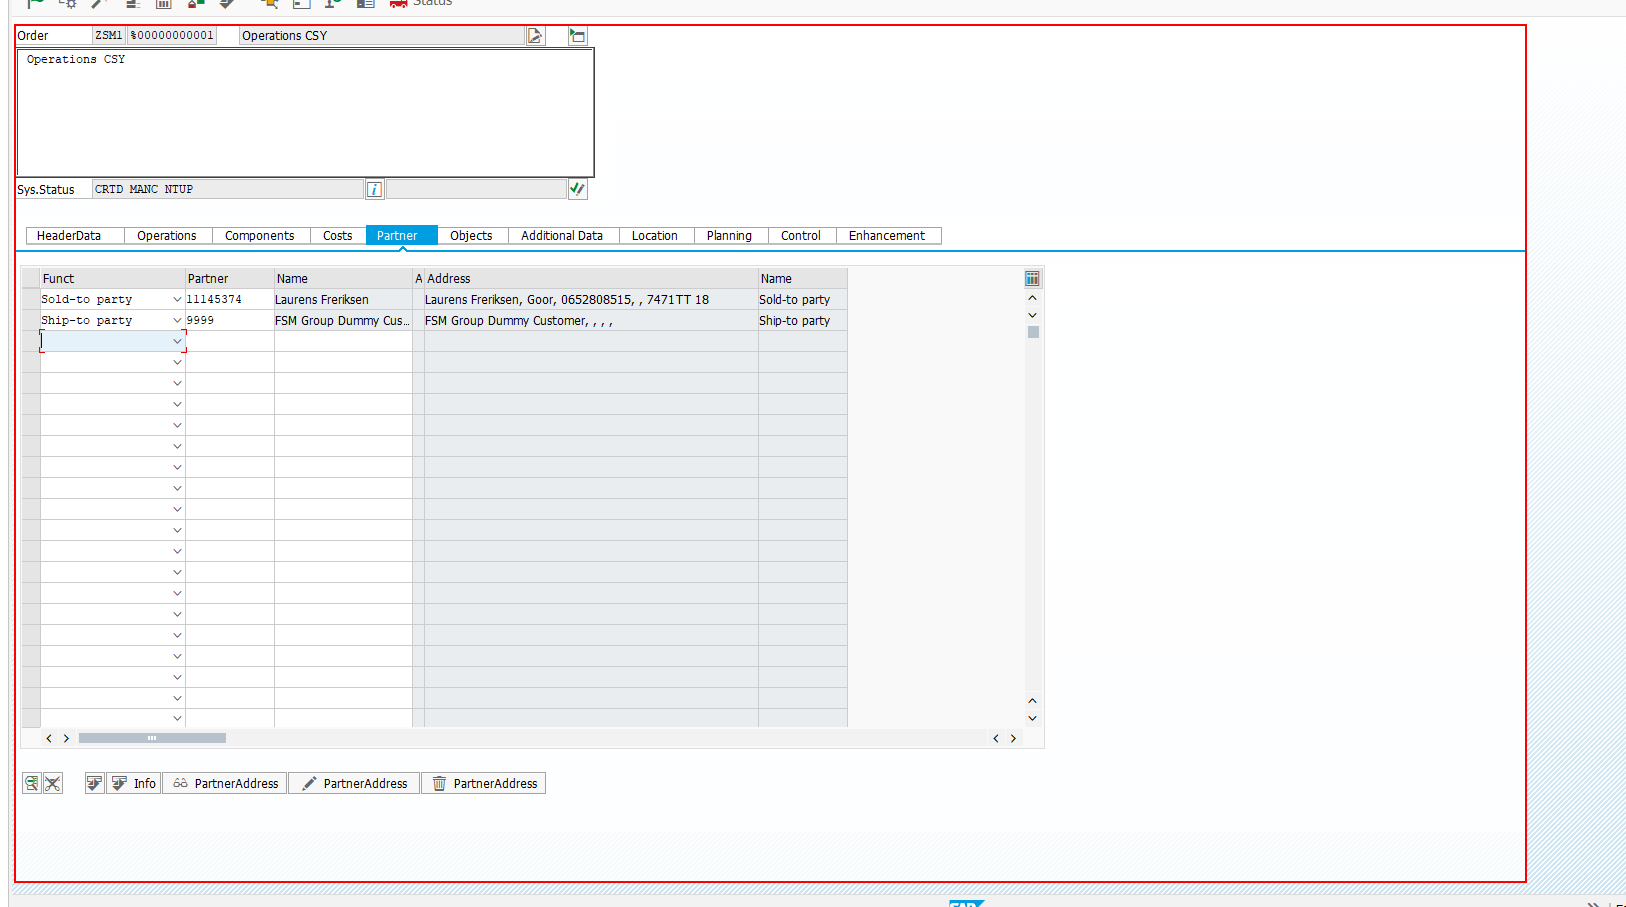 Status
Order ZSM1 %00000000001 Operations CSY
Operations CSY
Sys.Status CRTD MANC NTUP
HeaderData Operations Components Costs Partner Objects Additional Data Location Planning Control Enhancement
Funct Partner Name A Address Name
Sold-to party 11145374 Laurens Freriksen Laurens Freriksen, Goor, 0652808515, , 7471TT 18 Sold-to party
Ship-to party 9999 FSM Group Dummy Cus... FSM Group Dummy Customer, , , , Ship-to party
Info PartnerAddress PartnerAddress PartnerAddress
SAP